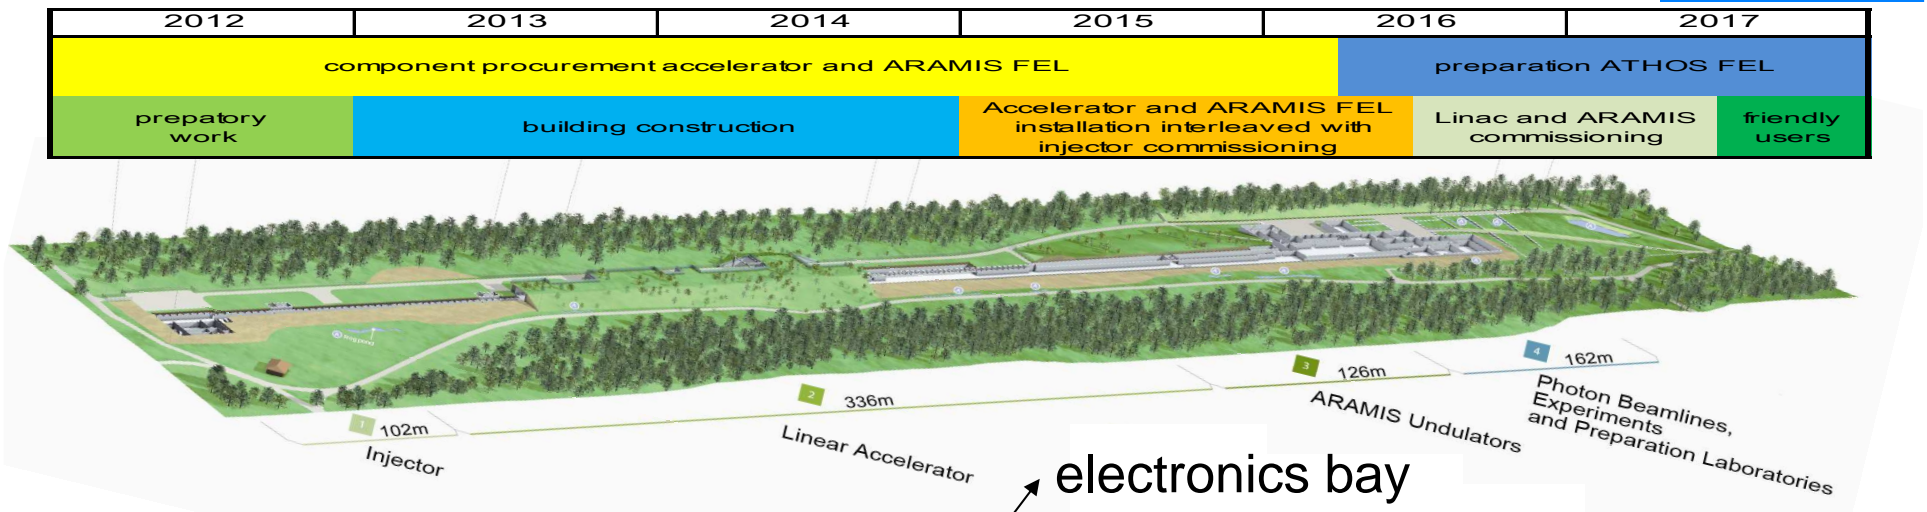 2012 2013 2014 2015 2016 2017
component procurement accelerator and ARAMIS FEL
preparation ATHOS FEL
prepatory
work
building construction
Accelerator and ARAMIS FEL
installation interleaved with
injector commissioning
Linac and ARAMIS
commissioning
friendly
users
1 102m
Injector
2 336m
Linear Accelerator
3 126m
ARAMIS Undulators
4 162m
Photon Beamlines,
Experiments
and Preparation Laboratories
electronics bay